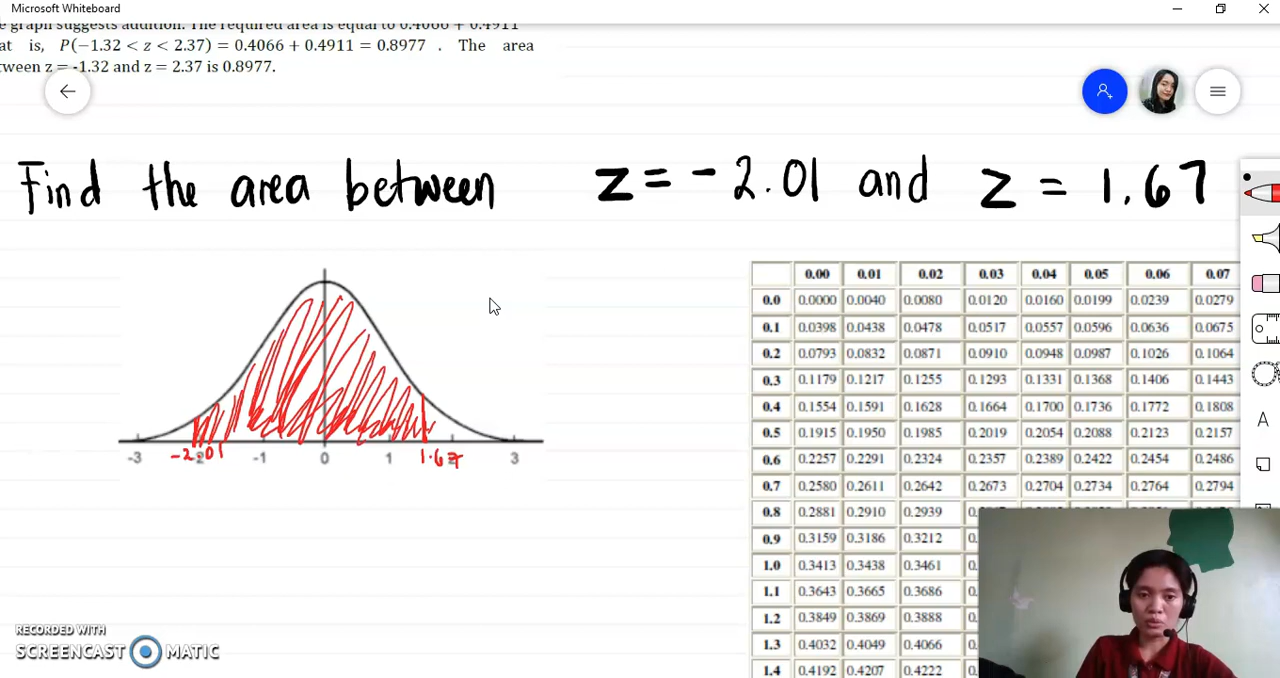 Microsoft Whiteboard
e graph suggests addition. The required area is equal to 0.4066 + 0.4911
at is, P(−1.32 < z < 2.37) = 0.4066 + 0.4911 = 0.8977 . The area
tween z = -1.32 and z = 2.37 is 0.8977.
Find the area between z = - 2.01 and z = 1.67
-3 -1 0 1 3
-2.01 1.67
0.00 0.01 0.02 0.03 0.04 0.05 0.06 0.07
0.0 0.0000 0.0040 0.0080 0.0120 0.0160 0.0199 0.0239 0.0279
0.1 0.0398 0.0438 0.0478 0.0517 0.0557 0.0596 0.0636 0.0675
0.2 0.0793 0.0832 0.0871 0.0910 0.0948 0.0987 0.1026 0.1064
0.3 0.1179 0.1217 0.1255 0.1293 0.1331 0.1368 0.1406 0.1443
0.4 0.1554 0.1591 0.1628 0.1664 0.1700 0.1736 0.1772 0.1808
0.5 0.1915 0.1950 0.1985 0.2019 0.2054 0.2088 0.2123 0.2157
0.6 0.2257 0.2291 0.2324 0.2357 0.2389 0.2422 0.2454 0.2486
0.7 0.2580 0.2611 0.2642 0.2673 0.2704 0.2734 0.2764 0.2794
0.8 0.2881 0.2910 0.2939
0.9 0.3159 0.3186 0.3212
1.0 0.3413 0.3438 0.3461
1.1 0.3643 0.3665 0.3686
1.2 0.3849 0.3869 0.3888
1.3 0.4032 0.4049 0.4066
1.4 0.4192 0.4207 0.4222
A
RECORDED WITH
SCREENCAST MATIC